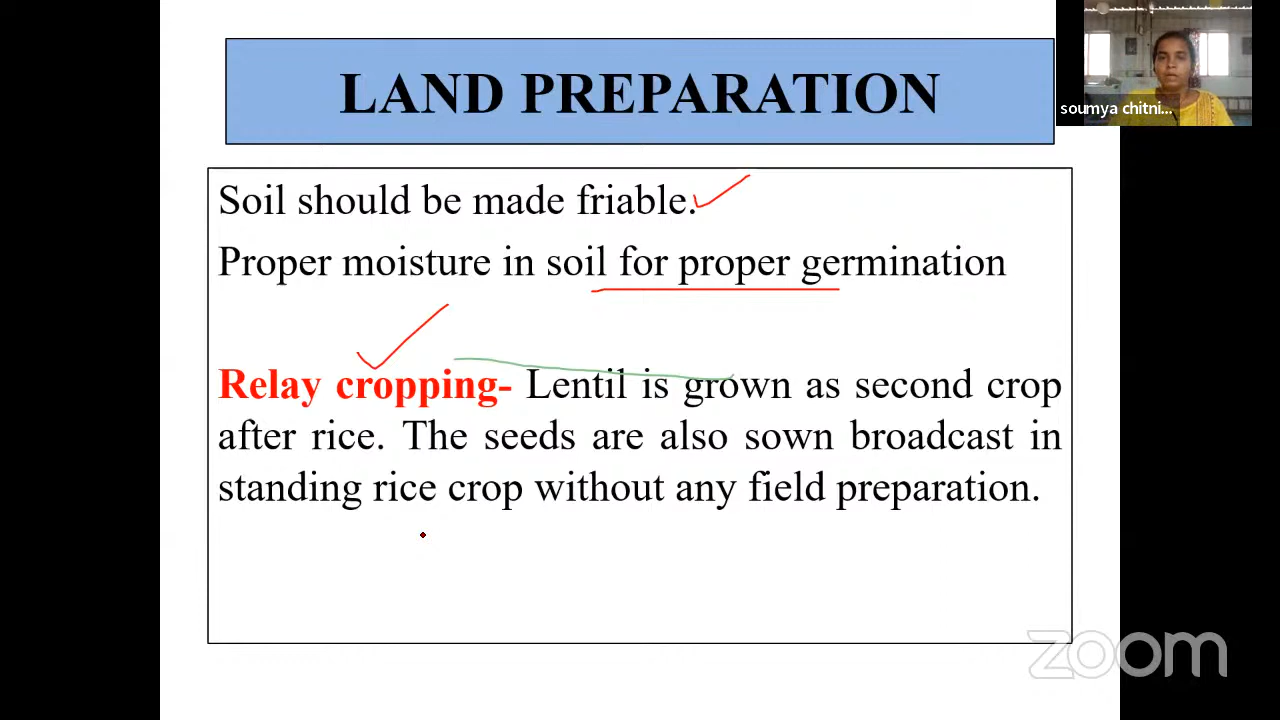 LAND PREPARATION
soumya chitni...
Soil should be made friable.
Proper moisture in soil for proper germination
Relay cropping- Lentil is grown as second crop
after rice. The seeds are also sown broadcast in
standing rice crop without any field preparation.
zoom